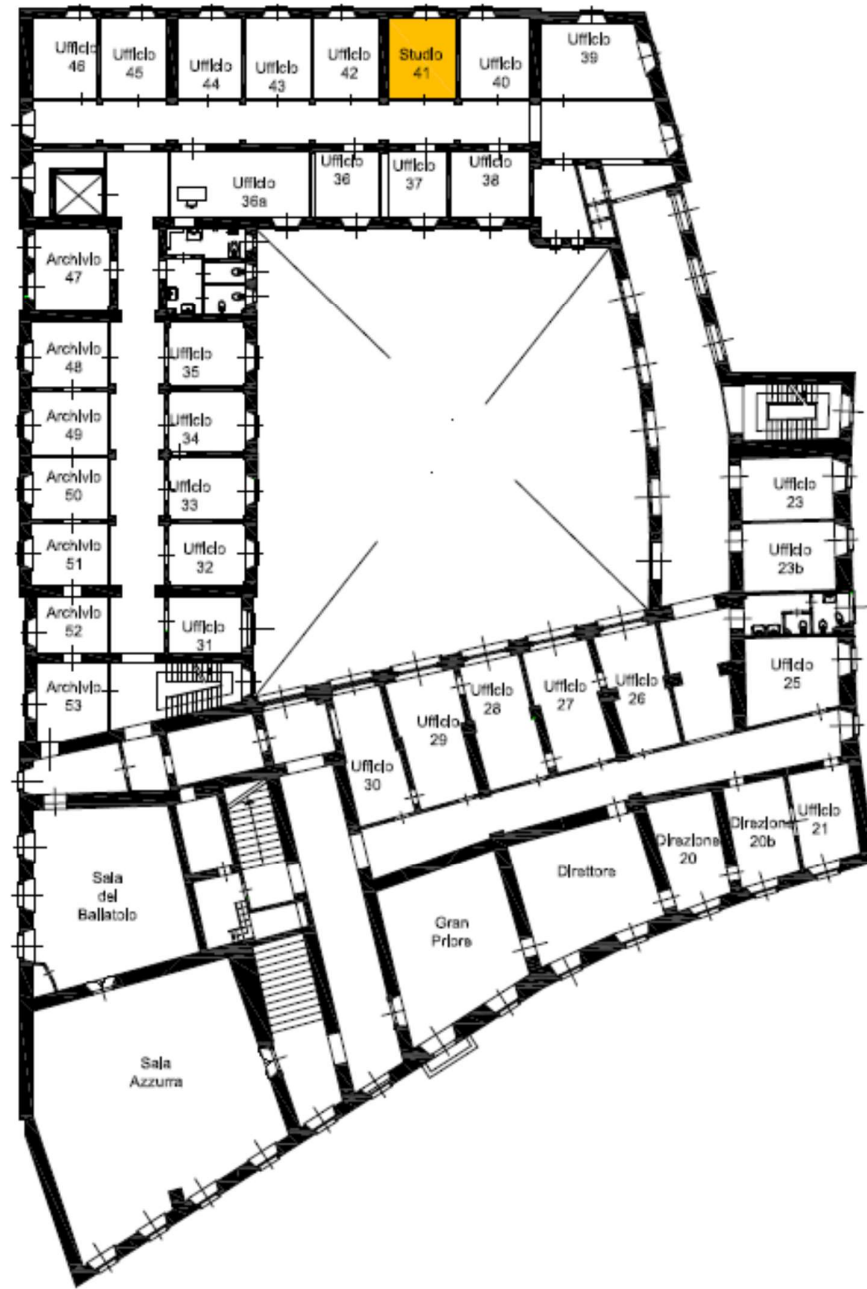 Ufficio
46
Ufficio
45
Ufficio
44
Ufficio
43
Ufficio
42
Studio
41
Ufficio
40
Ufficio
39
Ufficio
36a
Ufficio
36
Ufficio
37
Ufficio
38
Archivio
47
Archivio
48
Ufficio
35
Archivio
49
Ufficio
34
Archivio
50
Ufficio
33
Archivio
51
Ufficio
32
Archivio
52
Ufficio
31
Archivio
53
Ufficio
23
Ufficio
23b
Ufficio
25
Ufficio
26
Ufficio
27
Ufficio
28
Ufficio
29
Ufficio
30
Ufficio
21
Direzione
20b
Direzione
20
Direttore
Gran
Priore
Sala
del
Ballatoio
Sala
Azzurra